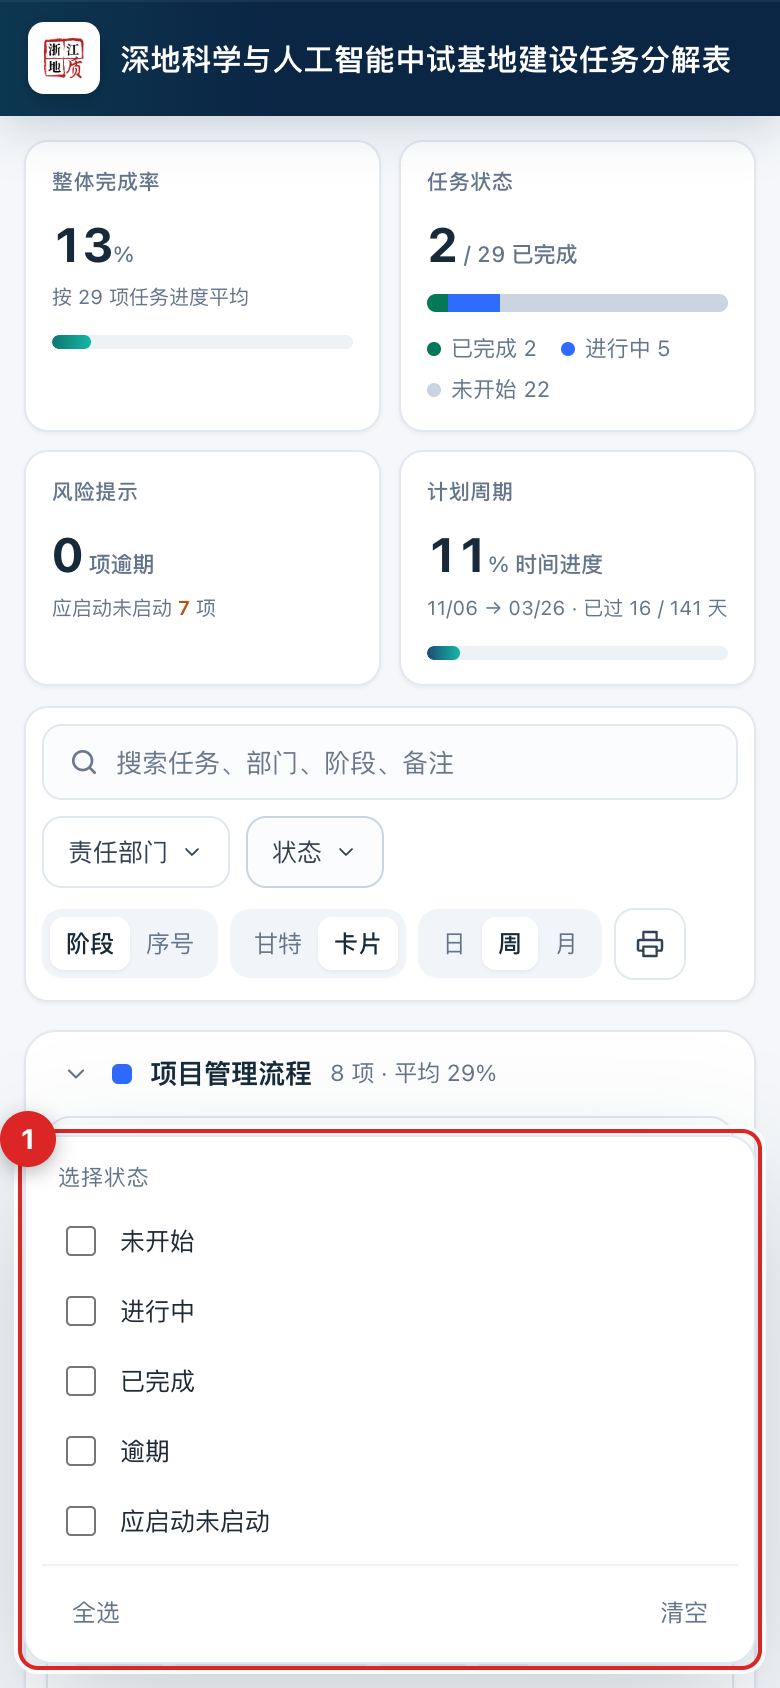 浙江
地质
深地科学与人工智能中试基地建设任务分解表
整体完成率
13%
按 29 项任务进度平均
任务状态
2 / 29 已完成
已完成 2 进行中 5
未开始 22
风险提示
0 项逾期
应启动未启动 7 项
计划周期
11% 时间进度
11/06 → 03/26 · 已过 16 / 141 天
搜索任务、部门、阶段、备注
责任部门 状态
阶段 序号 甘特 卡片 日 周 月
项目管理流程 8 项 · 平均 29%
1
选择状态
未开始
进行中
已完成
逾期
应启动未启动
全选 清空